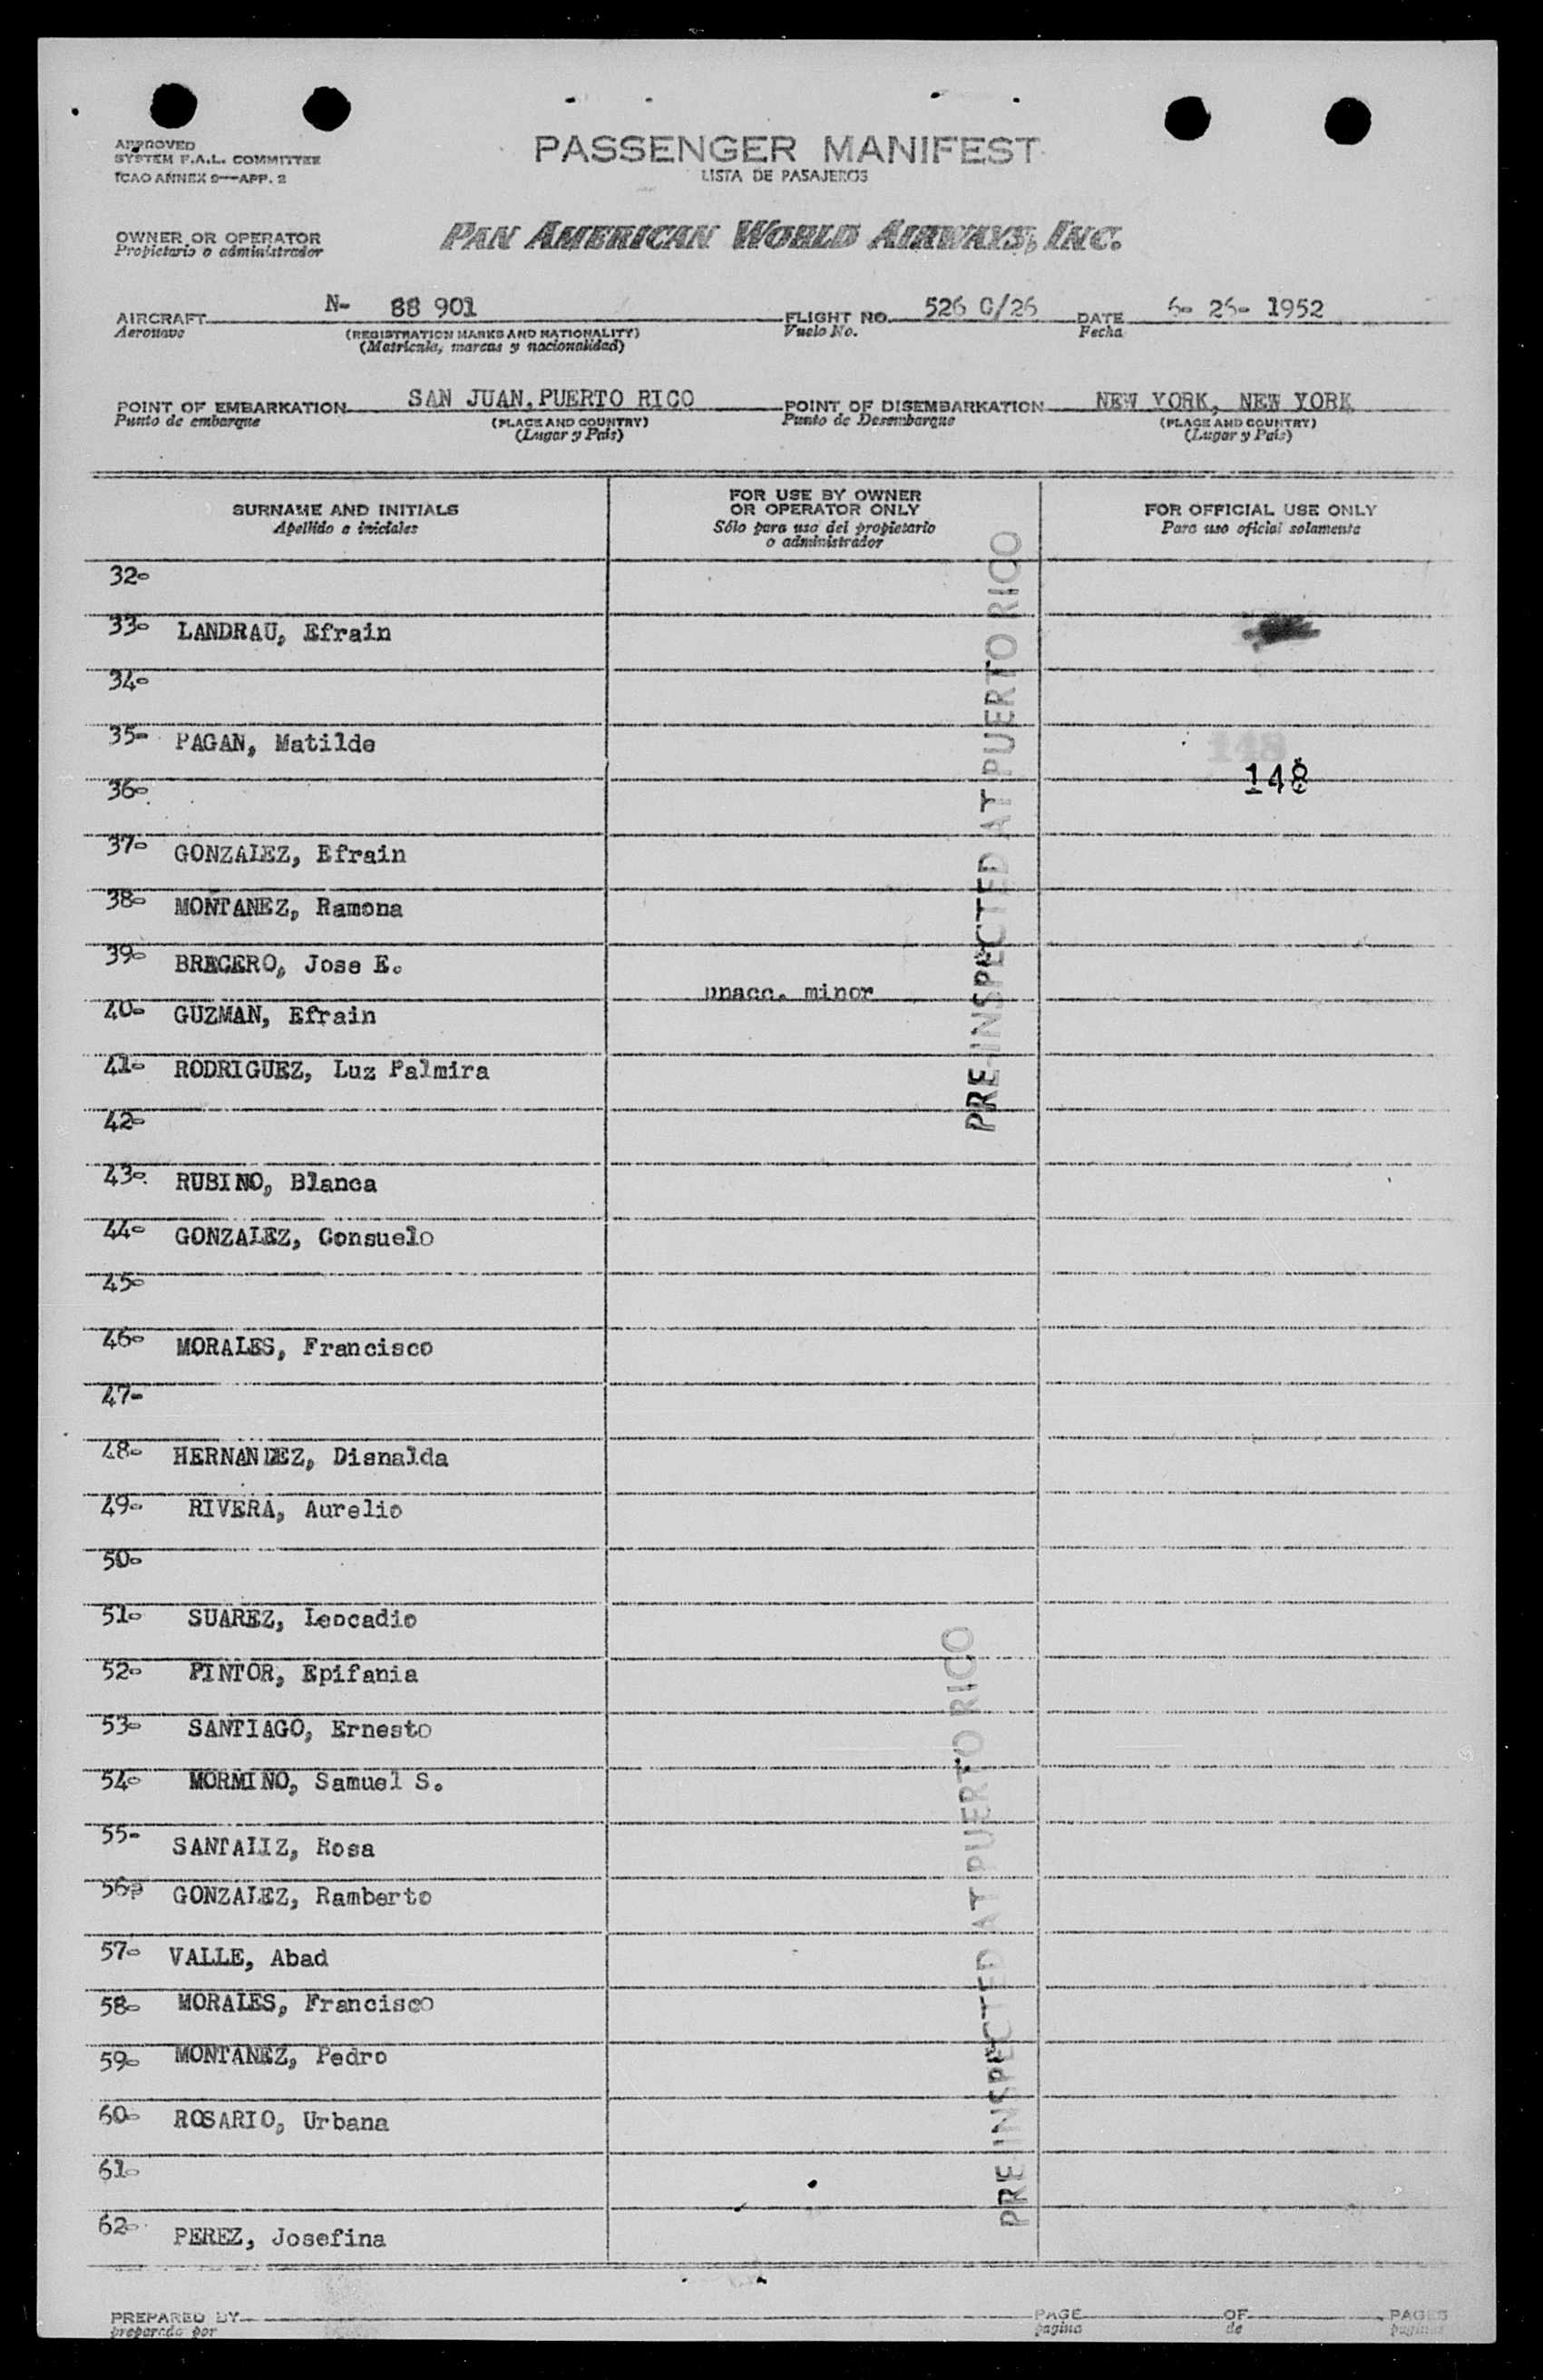 APPROVED
SYSTEM F.A.L. COMMITTEE
ICAO ANNEX 9—APP. 2
PASSENGER MANIFEST
LISTA DE PASAJEROS
OWNER OR OPERATOR
Propietario o administrador
PAN AMERICAN WORLD AIRWAYS, INC.
AIRCRAFT N- 88 901 FLIGHT NO. 526 C/26 DATE 6- 26- 1952
Aeronave (REGISTRATION MARKS AND NATIONALITY) Vuelo No. Fecha
(Matrícula, marcas y nacionalidad)
POINT OF EMBARKATION SAN JUAN, PUERTO RICO POINT OF DISEMBARKATION NEW YORK, NEW YORK
Punto de embarque (PLACE AND COUNTRY) Punto de Desembarque (PLACE AND COUNTRY)
(Lugar y País) (Lugar y País)
SURNAME AND INITIALS
Apellido e iniciales
FOR USE BY OWNER
OR OPERATOR ONLY
Sólo para uso del propietario
o administrador
FOR OFFICIAL USE ONLY
Para uso oficial solamente
32-
33- LANDRAU, Efrain
34-
35- PAGAN, Matilde
148
36-
37- GONZALEZ, Efrain
38- MONTANEZ, Ramona
39- BRACERO, Jose E.
40- GUZMAN, Efrain unacc. minor
41- RODRIGUEZ, Luz Palmira
42-
43- RUBINO, Blanca
44- GONZALEZ, Consuelo
45-
46- MORALES, Francisco
47-
48- HERNANDEZ, Disnalda
49- RIVERA, Aurelio
50-
51- SUAREZ, Leocadio
52- PINTOR, Epifania
53- SANTIAGO, Ernesto
54- MORMINO, Samuel S.
55- SANTALIZ, Rosa
56- GONZALEZ, Ramberto
57- VALLE, Abad
58- MORALES, Francisco
59- MONTANEZ, Pedro
60- ROSARIO, Urbana
61-
62- PEREZ, Josefina
PRE-INSPECTED AT PUERTO RICO
PRE-INSPECTED AT PUERTO RICO
PREPARED BY PAGE OF PAGES
preparado por pagina de paginas